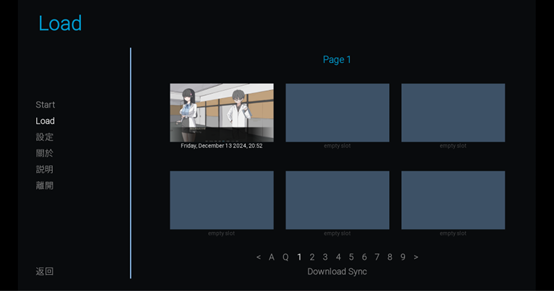 Load
Page 1
Start
Load
設定
關於
説明
離開
返回
Friday, December 13 2024, 20:52
empty slot
empty slot
empty slot
empty slot
empty slot
< A Q 1 2 3 4 5 6 7 8 9 >
Download Sync